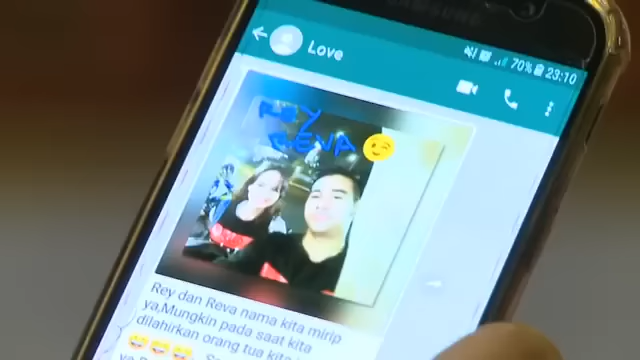 SAMSUNG
70% 23:10
Love
REY
REVA
Rey dan Reva nama kita mirip
ya,Mungkin pada saat kita
dilahirkan orang tua kita